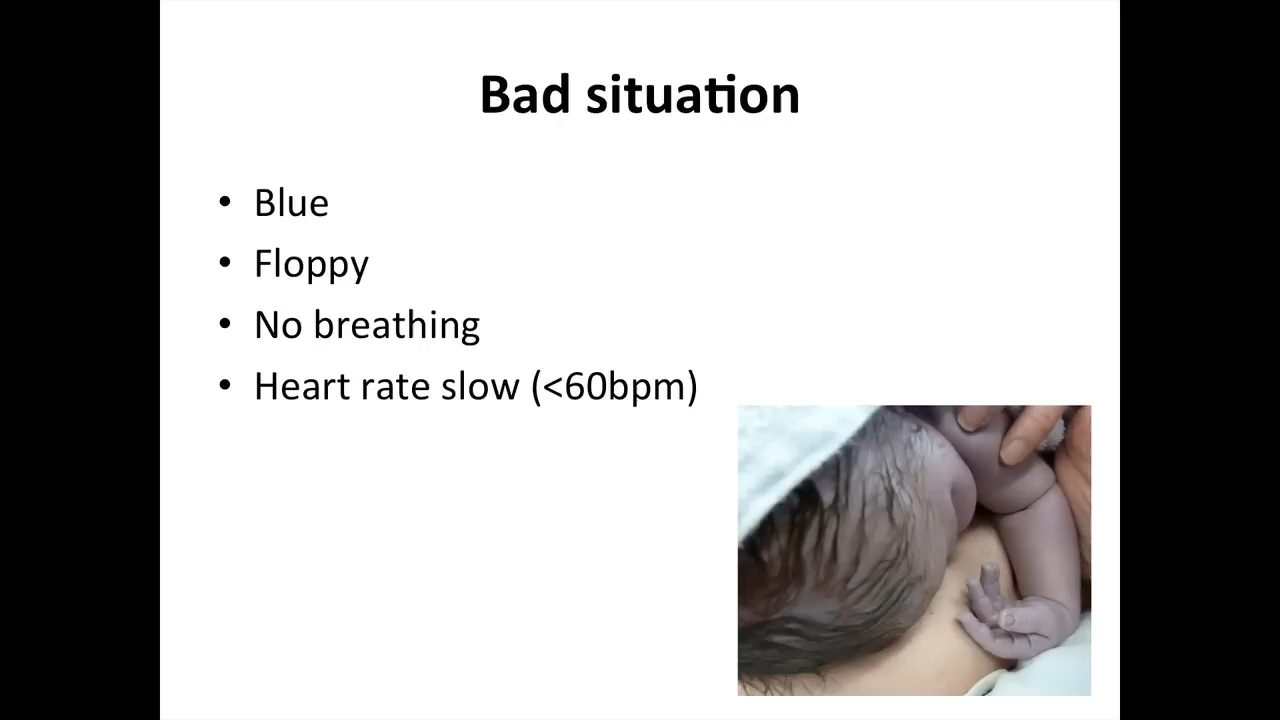 Bad situation
• Blue
• Floppy
• No breathing
• Heart rate slow (<60bpm)